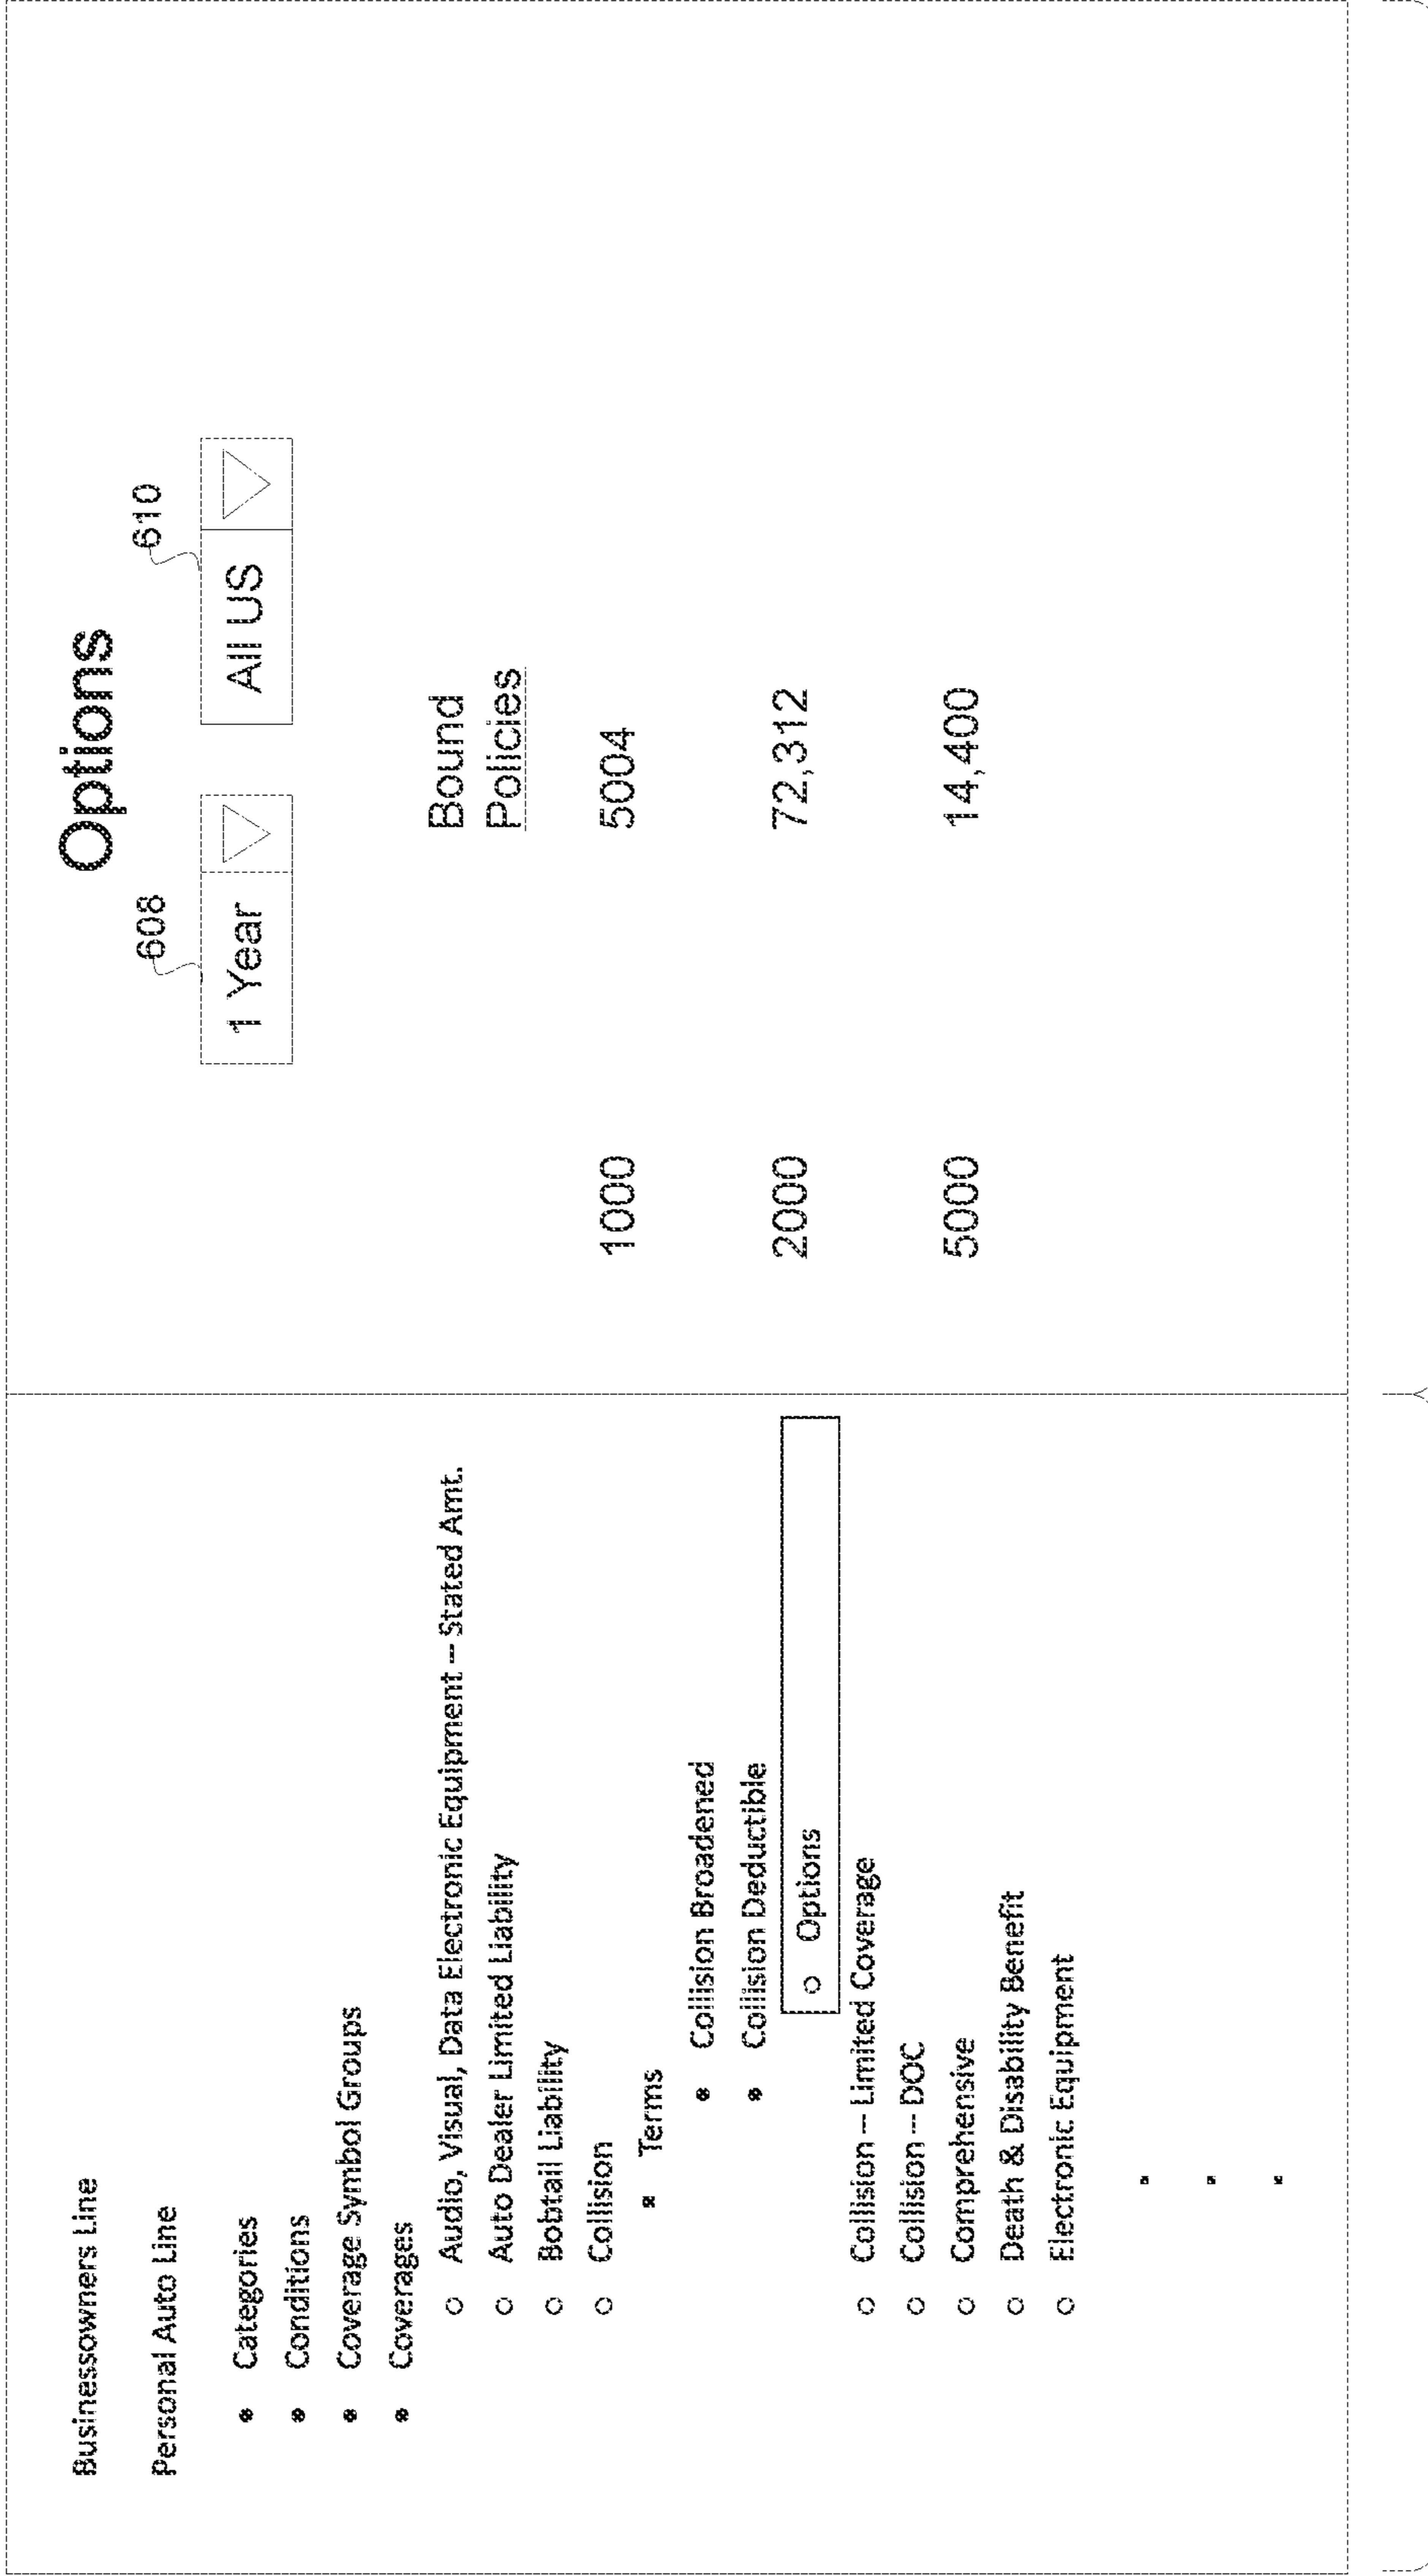 Businessowners Line
Personal Auto Line
• Categories
• Conditions
• Coverage Symbol Groups
• Coverages
○ Audio, Visual, Data Electronic Equipment – Stated Amt.
○ Auto Dealer Limited Liability
○ Bobtail Liability
○ Collision
▪ Terms
• Collision Broadened
• Collision Deductible
○ Options
○ Collision – Limited Coverage
○ Collision – DOC
○ Comprehensive
○ Death & Disability Benefit
○ Electronic Equipment
Options
608
610
1 Year
All US
Bound
Policies
1000 5004
2000 72,312
5000 14,400